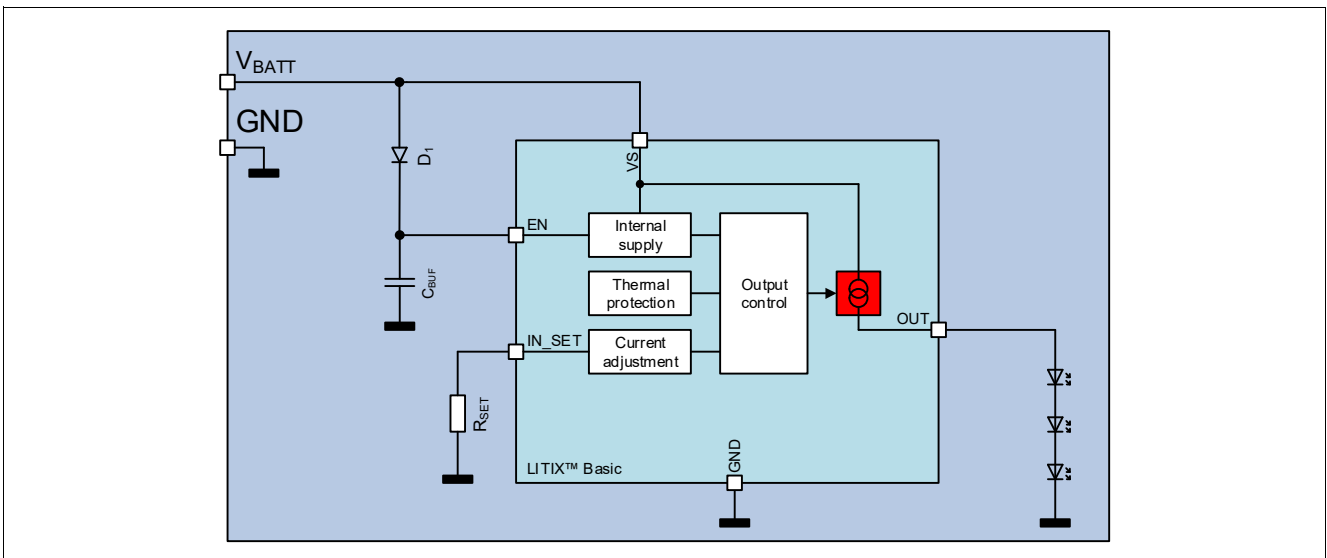 VBATT
GND
D1
VS
EN
Internal
supply
CBUF
Thermal
protection
Output
control
OUT
IN_SET
Current
adjustment
RSET
GND
LITIX™ Basic